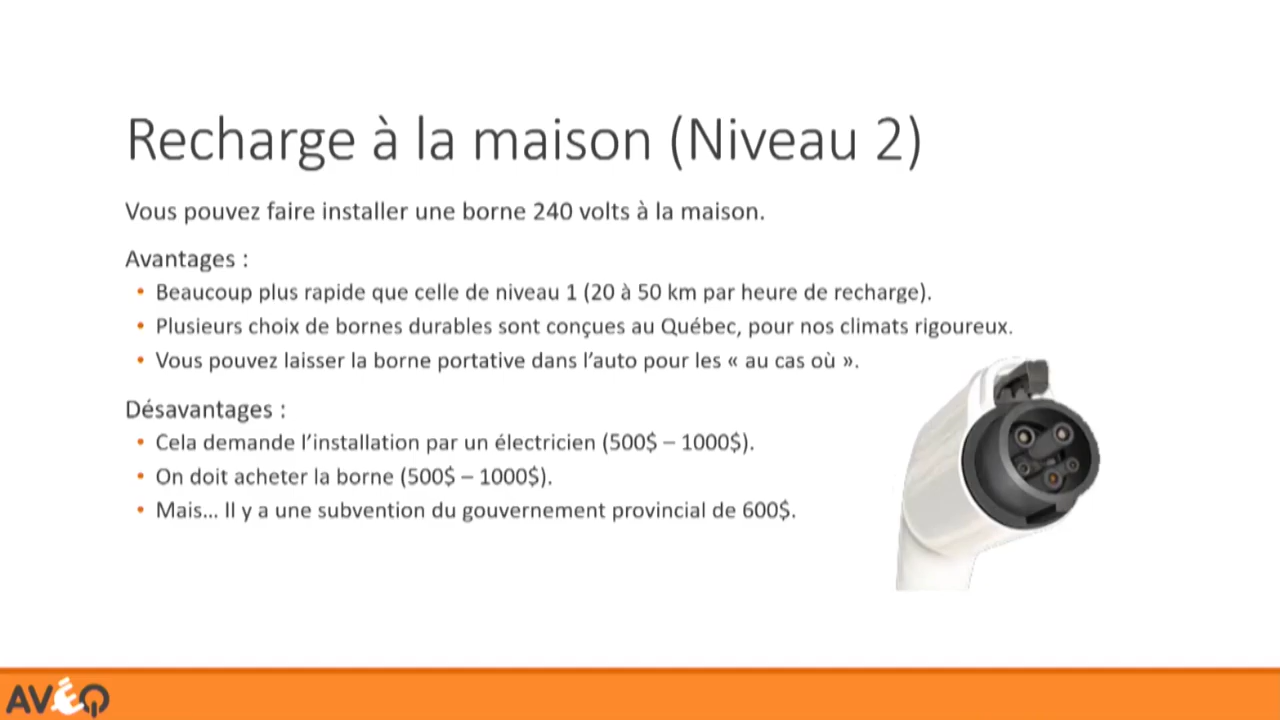 Recharge à la maison (Niveau 2)
Vous pouvez faire installer une borne 240 volts à la maison.
Avantages :
• Beaucoup plus rapide que celle de niveau 1 (20 à 50 km par heure de recharge).
• Plusieurs choix de bornes durables sont conçues au Québec, pour nos climats rigoureux.
• Vous pouvez laisser la borne portative dans l’auto pour les « au cas où ».
Désavantages :
• Cela demande l’installation par un électricien (500$ – 1000$).
• On doit acheter la borne (500$ – 1000$).
• Mais… Il y a une subvention du gouvernement provincial de 600$.
AVÉQ